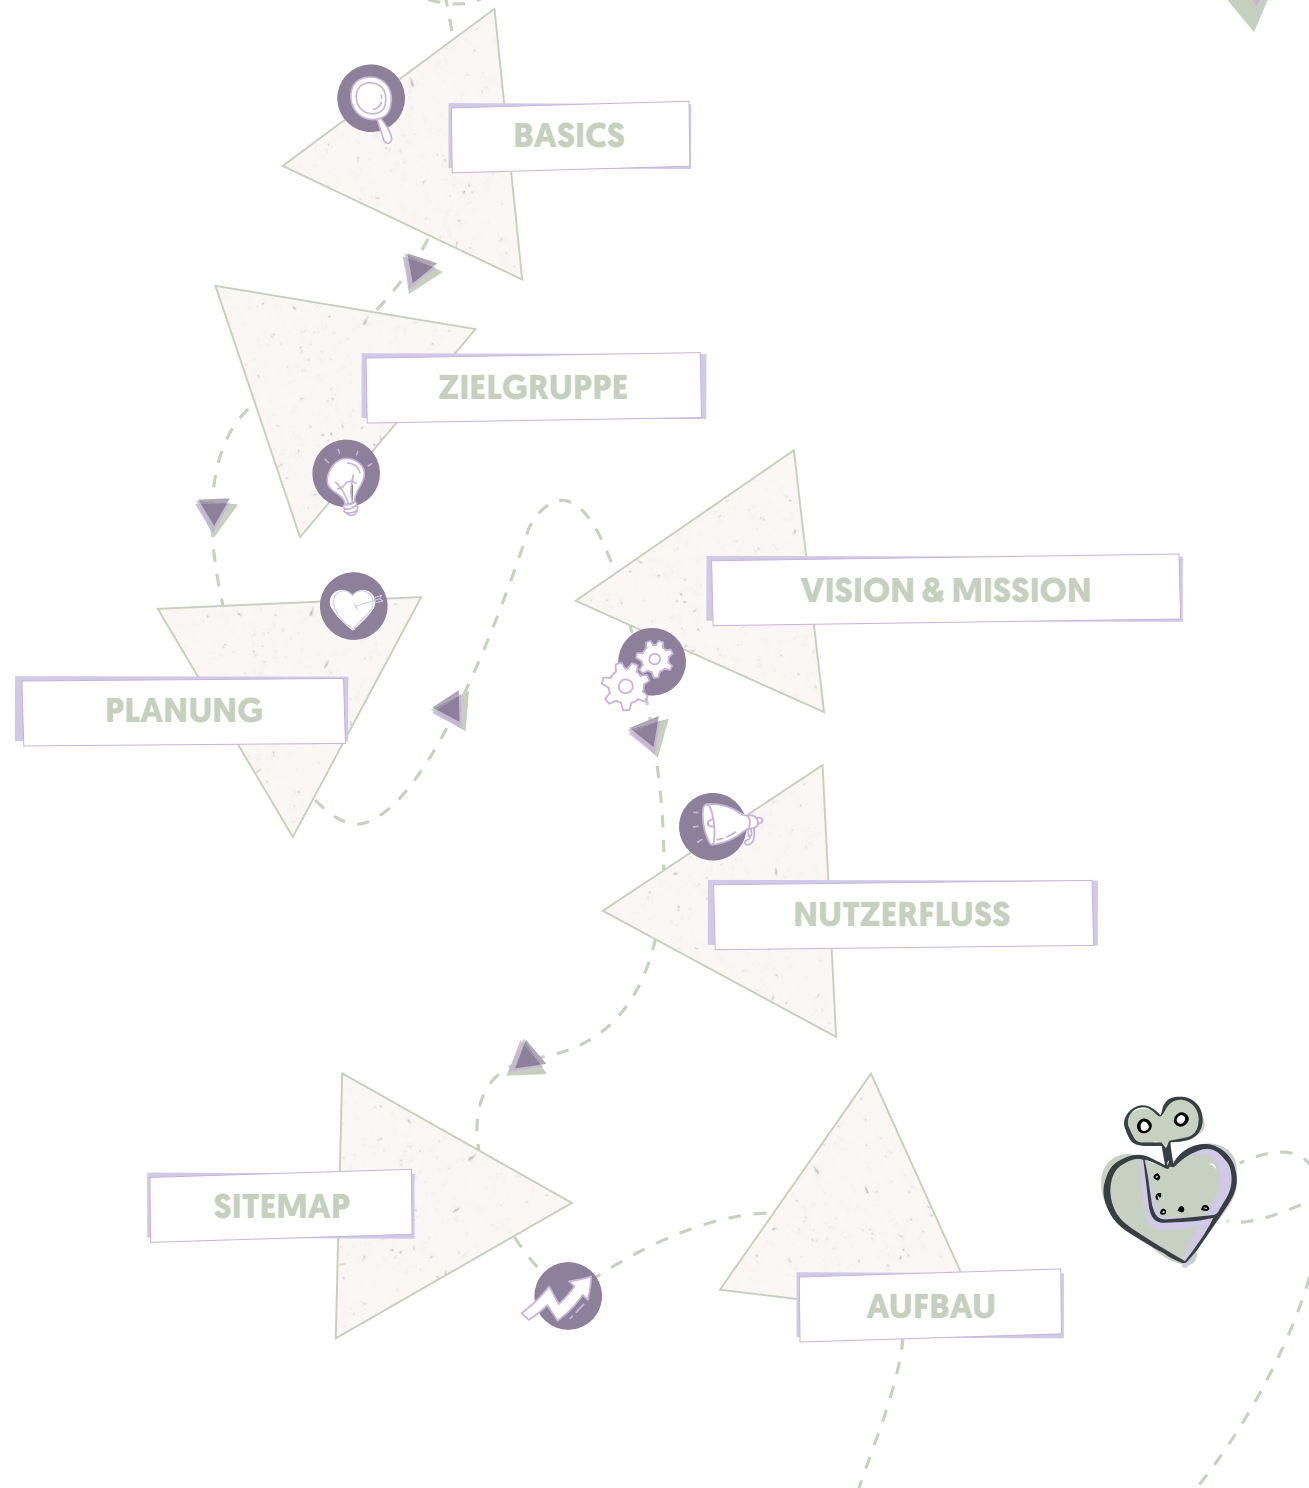 BASICS
ZIELGRUPPE
VISION & MISSION
PLANUNG
NUTZERFLUSS
SITEMAP
AUFBAU